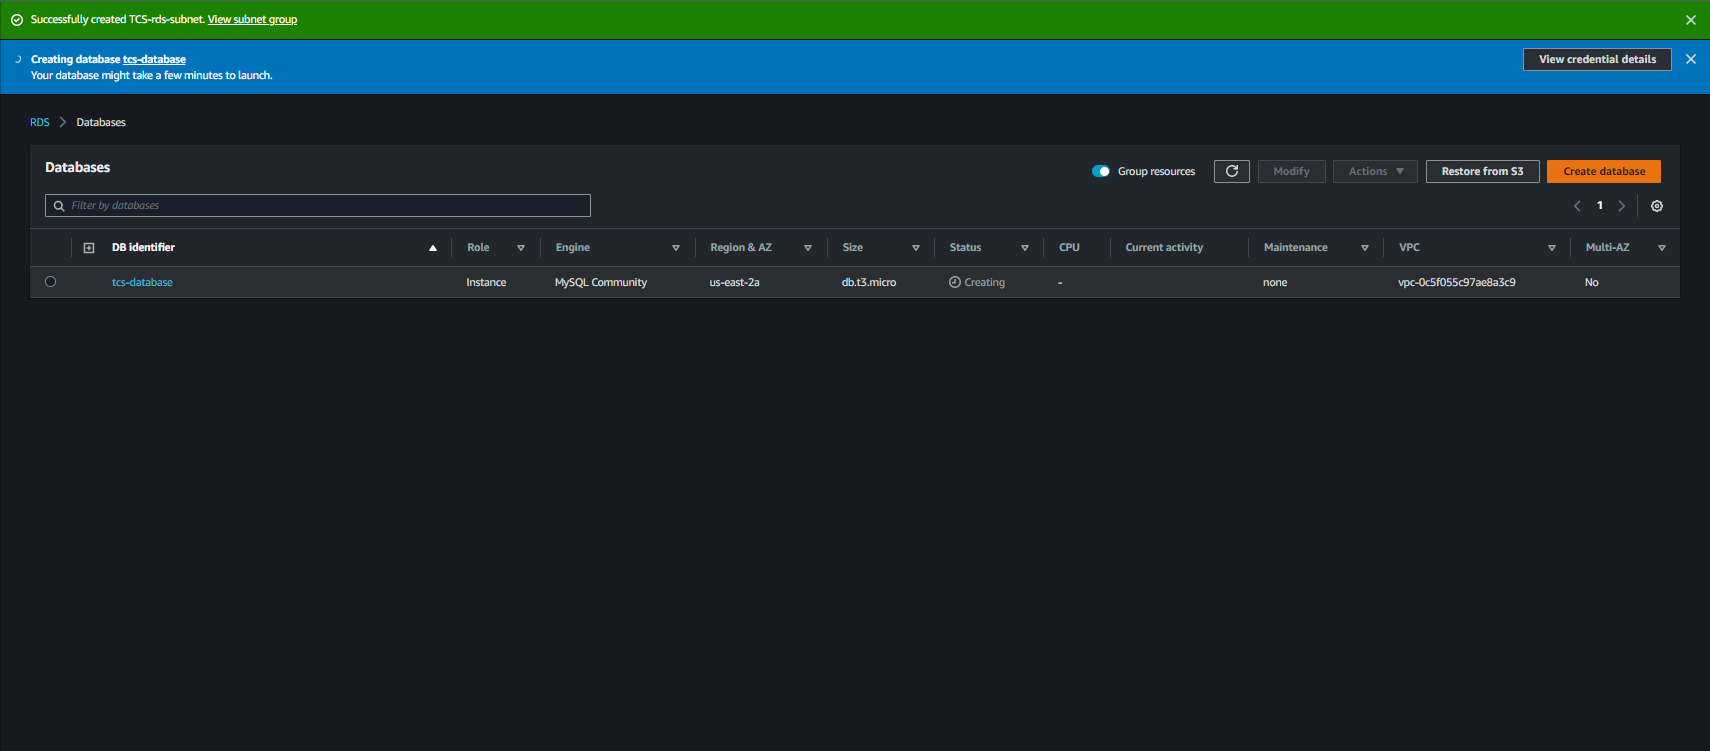 Successfully created TCS-rds-subnet. View subnet group
Creating database tcs-database
Your database might take a few minutes to launch.
View credential details
RDS > Databases
Databases
Group resources
Modify
Actions
Restore from S3
Create database
Filter by databases
1
DB identifier Role Engine Region & AZ Size Status CPU Current activity Maintenance VPC Multi-AZ
tcs-database Instance MySQL Community us-east-2a db.t3.micro Creating - none vpc-0c5f055c97ae8a3c9 No